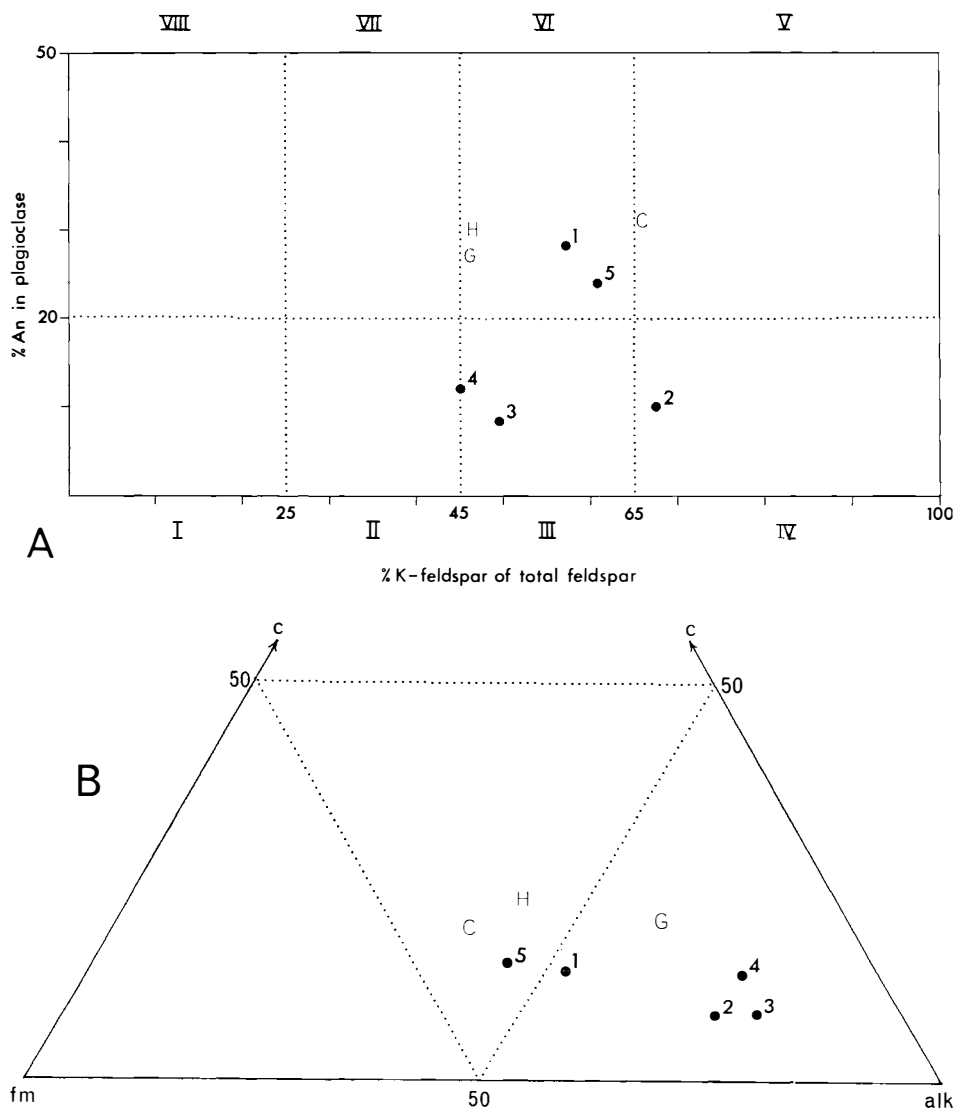 VIII VII VI V
50
% An in plagioclase
H
G
C
1
5
20
4
3
2
25 45 65 100
I II III IV
A
% K-feldspar of total feldspar
c c
50 50
B
H
C
G
5
1
4
2
3
fm 50 alk